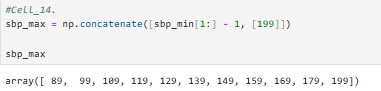 #Cell_14.
sbp_max = np.concatenate([sbp_min[1:] - 1, [199]])
sbp_max
array([ 89,  99, 109, 119, 129, 139, 149, 159, 169, 179, 199])